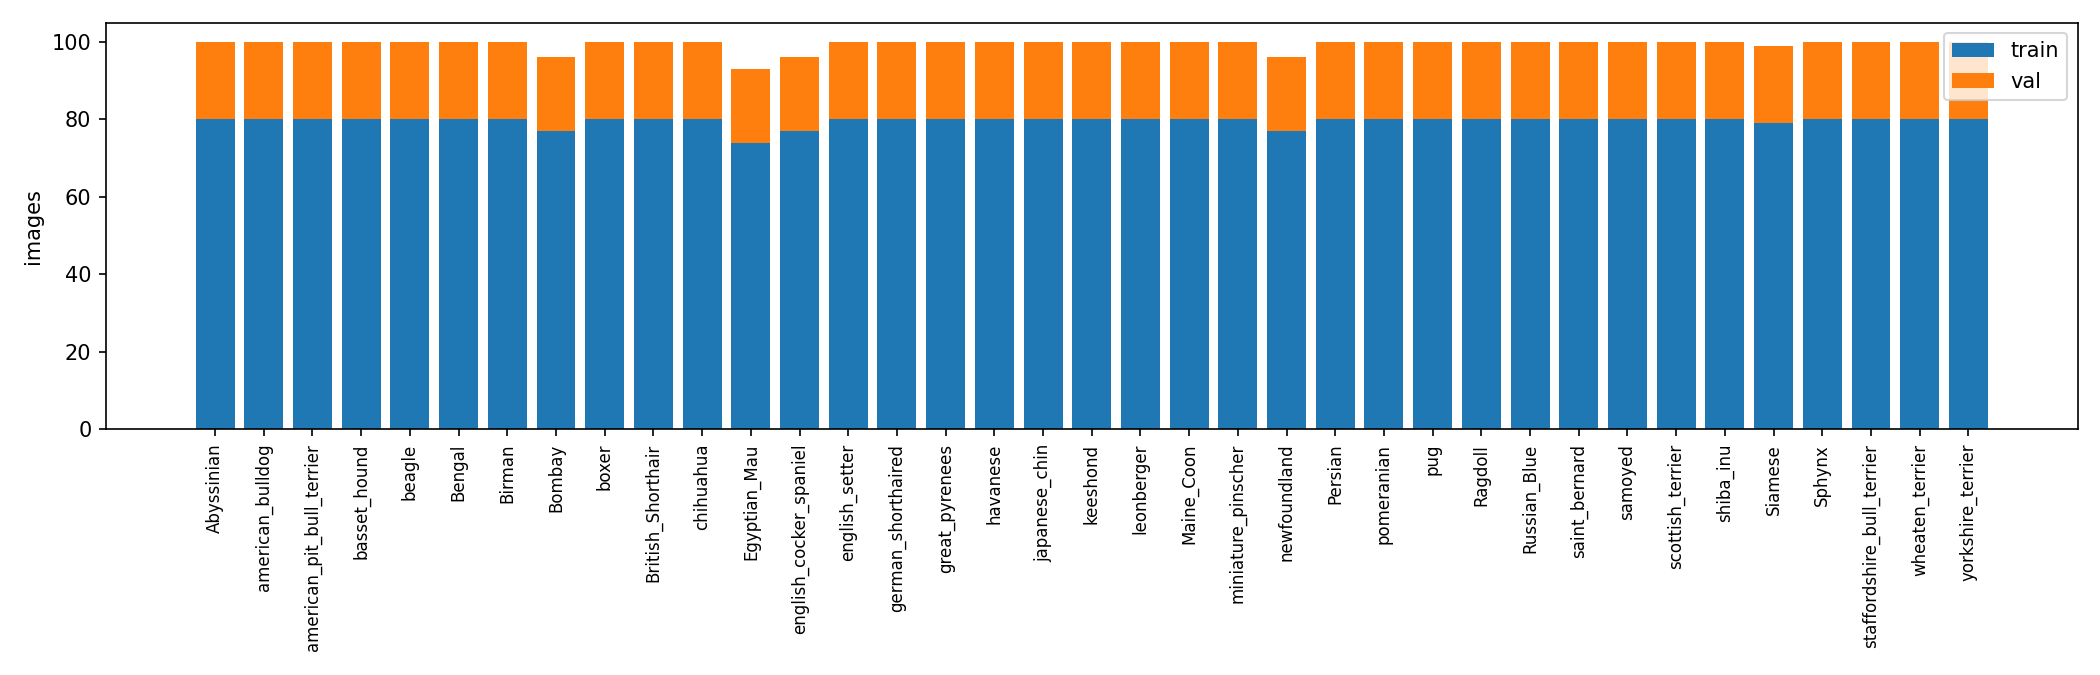 images
100
80
60
40
20
0
train
val
Abyssinian
american_bulldog
american_pit_bull_terrier
basset_hound
beagle
Bengal
Birman
Bombay
boxer
British_Shorthair
chihuahua
Egyptian_Mau
english_cocker_spaniel
english_setter
german_shorthaired
great_pyrenees
havanese
japanese_chin
keeshond
leonberger
Maine_Coon
miniature_pinscher
newfoundland
Persian
pomeranian
pug
Ragdoll
Russian_Blue
saint_bernard
samoyed
scottish_terrier
shiba_inu
Siamese
Sphynx
staffordshire_bull_terrier
wheaten_terrier
yorkshire_terrier